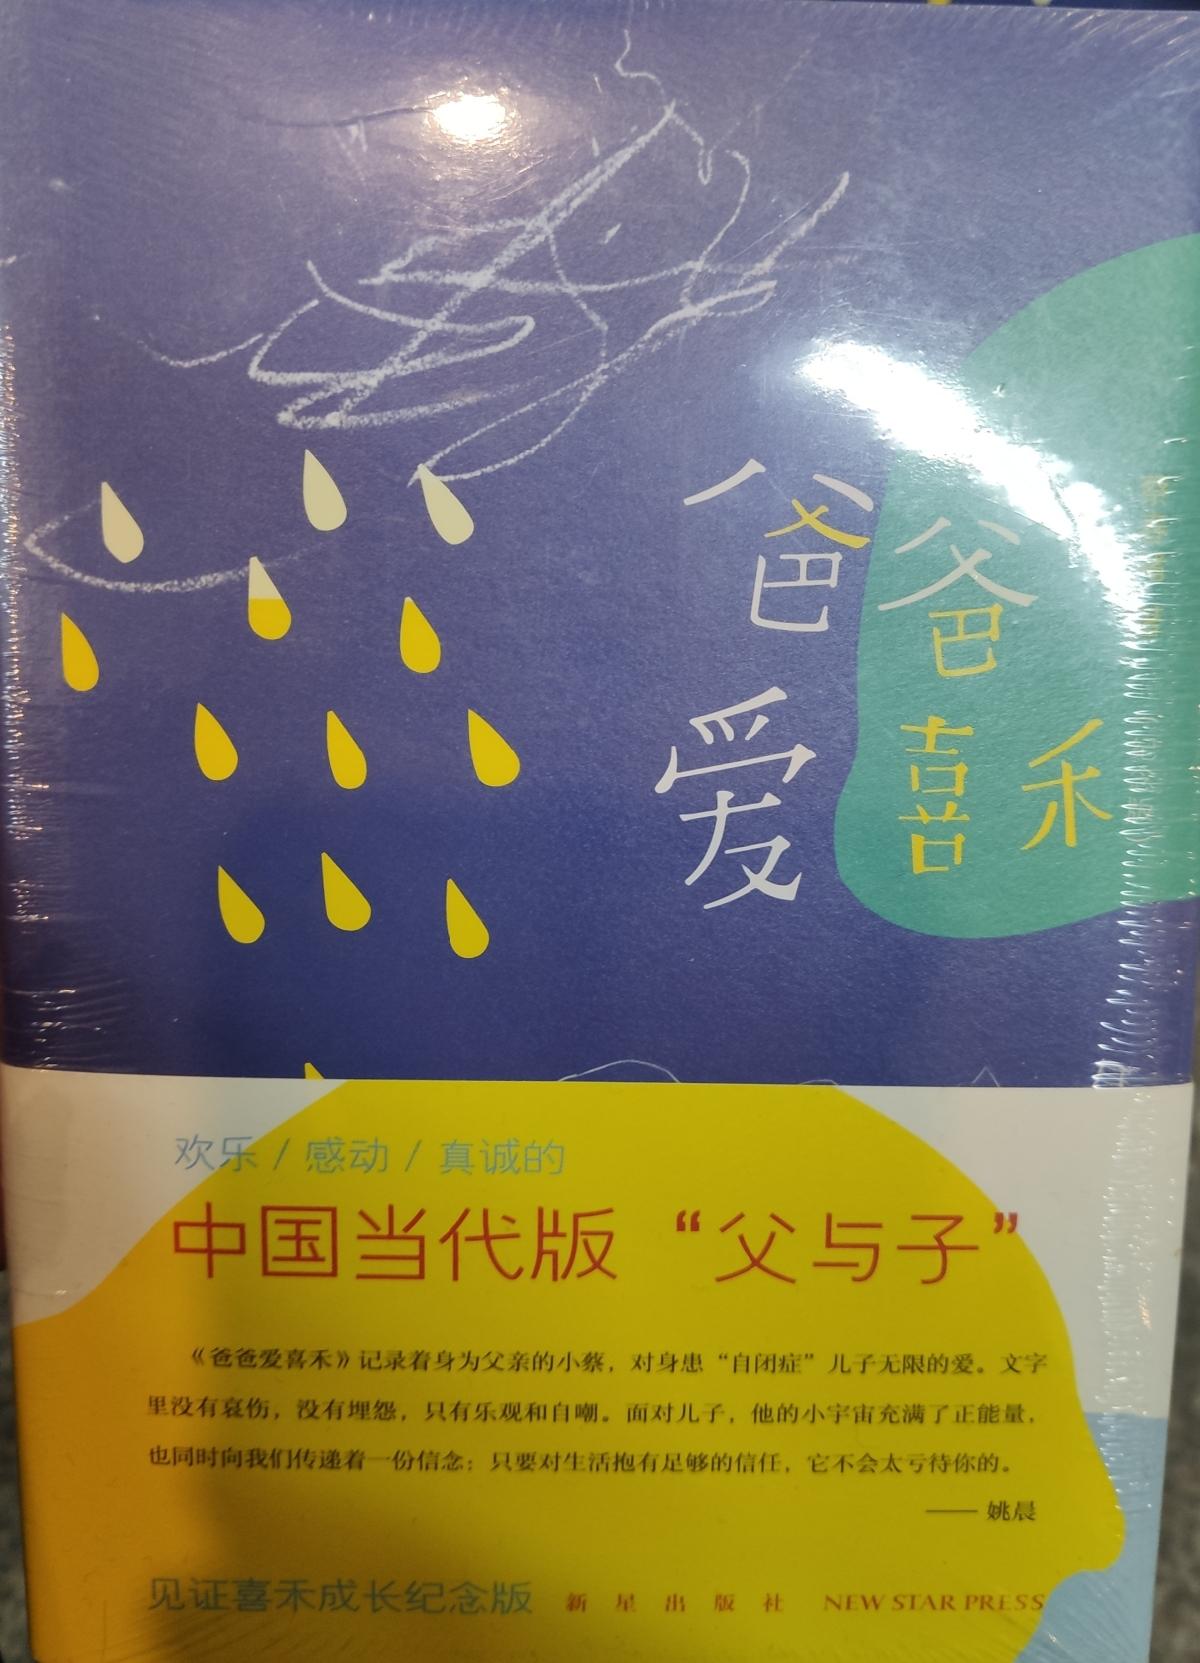 爸爸
爱喜禾
欢乐 / 感动 / 真诚的
中国当代版 “父与子”
《爸爸爱喜禾》记录着身为父亲的小蔡，对身患“自闭症”儿子无限的爱。文字
里没有哀伤，没有埋怨，只有乐观和自嘲。面对儿子，他的小宇宙充满了正能量，
也同时向我们传递着一份信念：只要对生活抱有足够的信任，它不会太亏待你的。
—— 姚晨
见证喜禾成长纪念版 新星出版社 NEW STAR PRESS